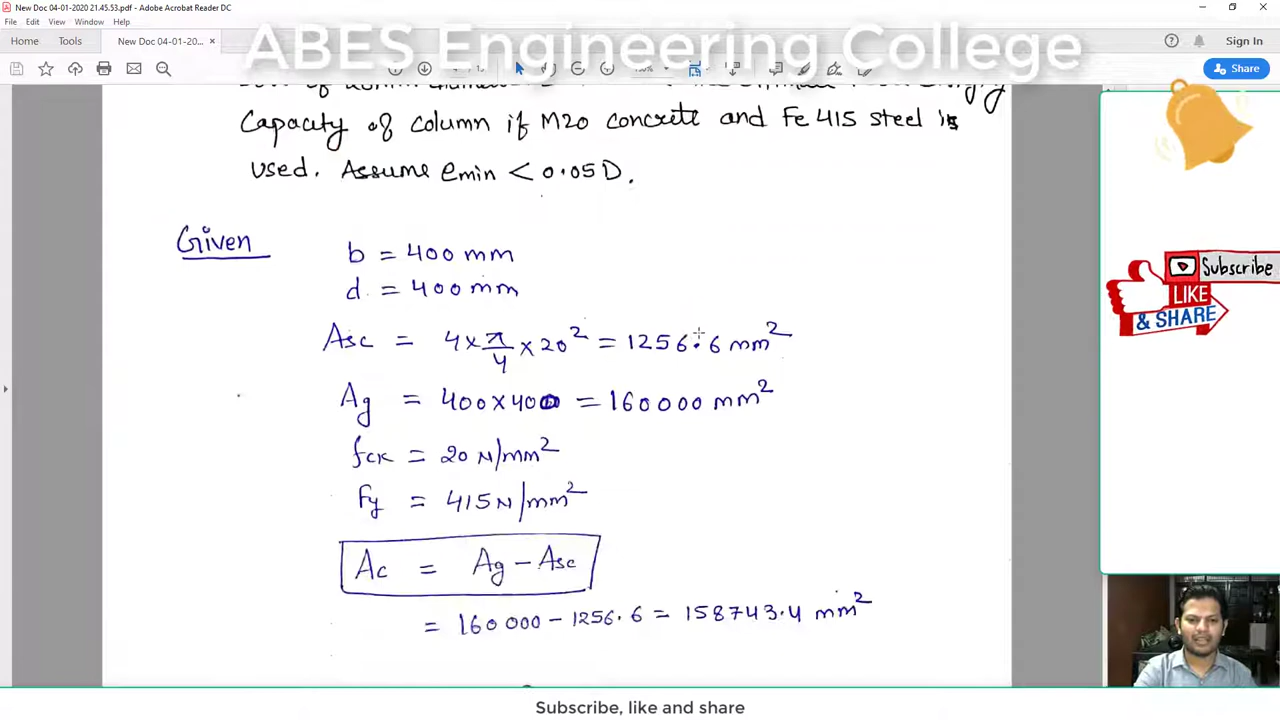 New Doc 04-01-2020 21.45.53.pdf - Adobe Acrobat Reader DC
File Edit View Window Help
Home Tools New Doc 04-01-20... × Sign In
ABES Engineering College
Share
Capacity of column if M20 concrete and Fe 415 steel is
used. Assume emin < 0.05 D.
Given
b = 400 mm
d = 400 mm
Asc = 4 × π/4 × 20² = 1256.6 mm²
Ag = 400 × 400 = 160000 mm²
fck = 20 N/mm²
Fy = 415 N/mm²
Ac = Ag - Asc
= 160000 - 1256.6 = 158743.4 mm²
Subscribe
LIKE
& SHARE
Subscribe, like and share